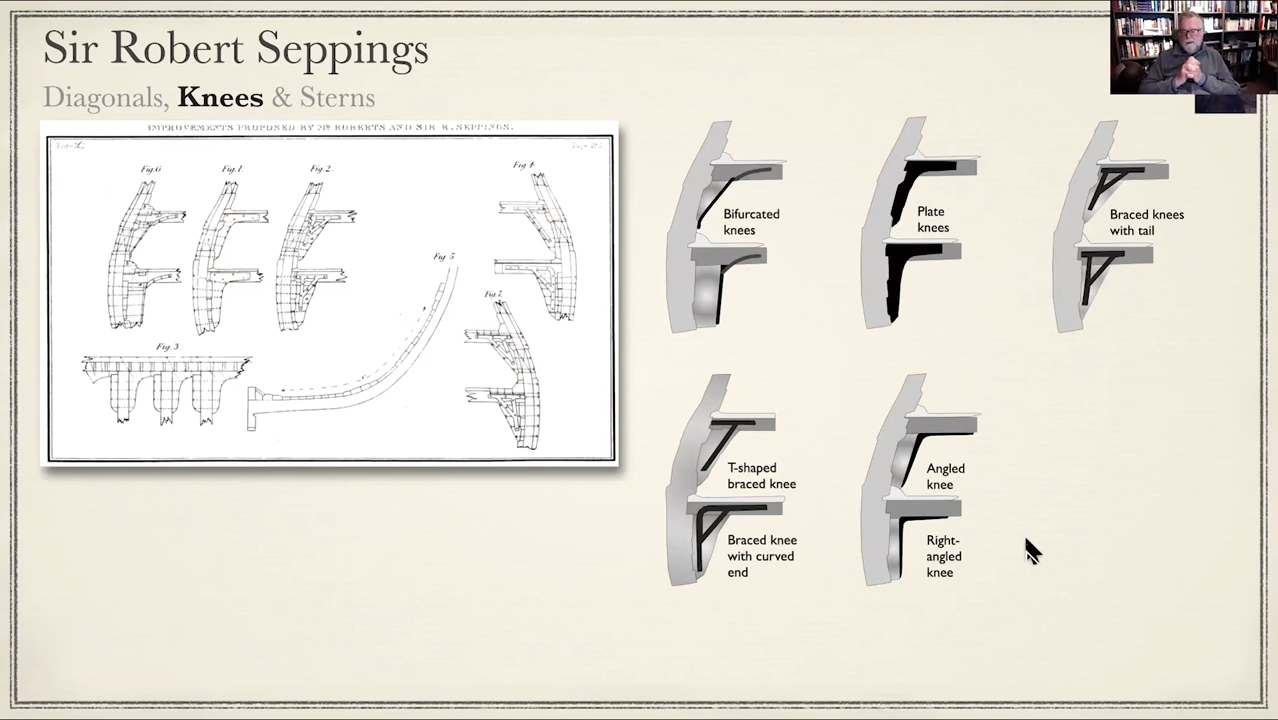 Sir Robert Seppings
Diagonals, Knees & Sterns
IMPROVEMENTS PROPOSED BY Mr ROBERTS AND SIR R. SEPPINGS.
Fig.6
Fig.1.
Fig.2.
Fig 4.
Fig 5
Fig.7.
Fig.3
Bifurcated
knees
Plate
knees
Braced knees
with tail
T-shaped
braced knee
Braced knee
with curved
end
Angled
knee
Right-
angled
knee